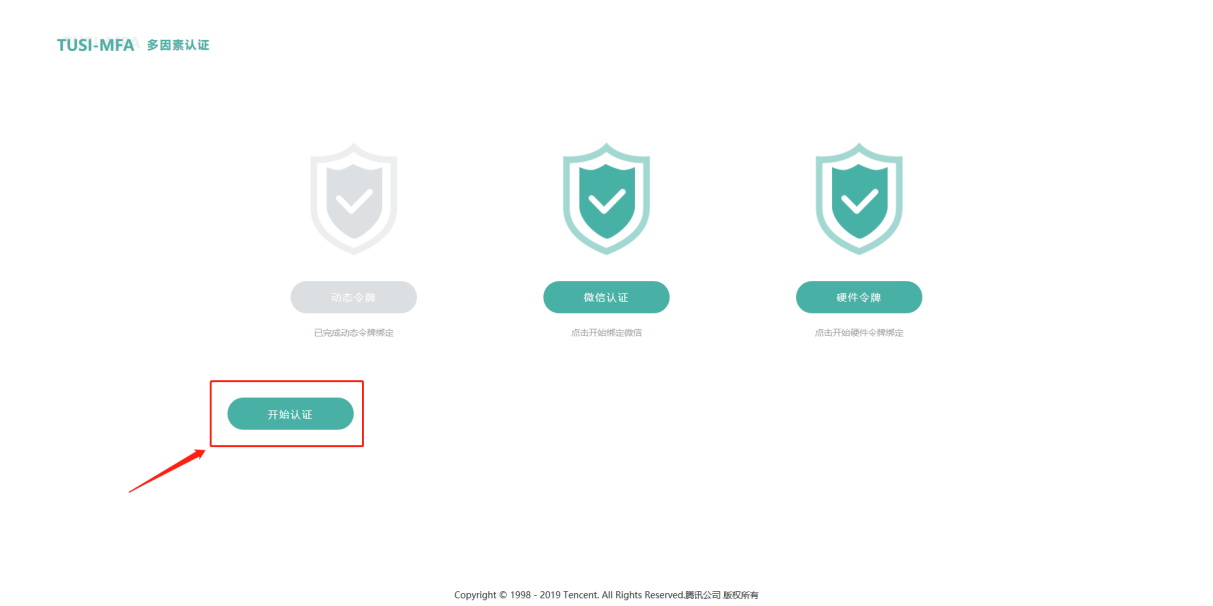 TUSI-MFA 多因素认证
动态令牌 微信认证 硬件令牌
已完成动态令牌绑定 点击开始绑定微信 点击开始硬件令牌绑定
开始认证
Copyright © 1998 - 2019 Tencent. All Rights Reserved.腾讯公司 版权所有